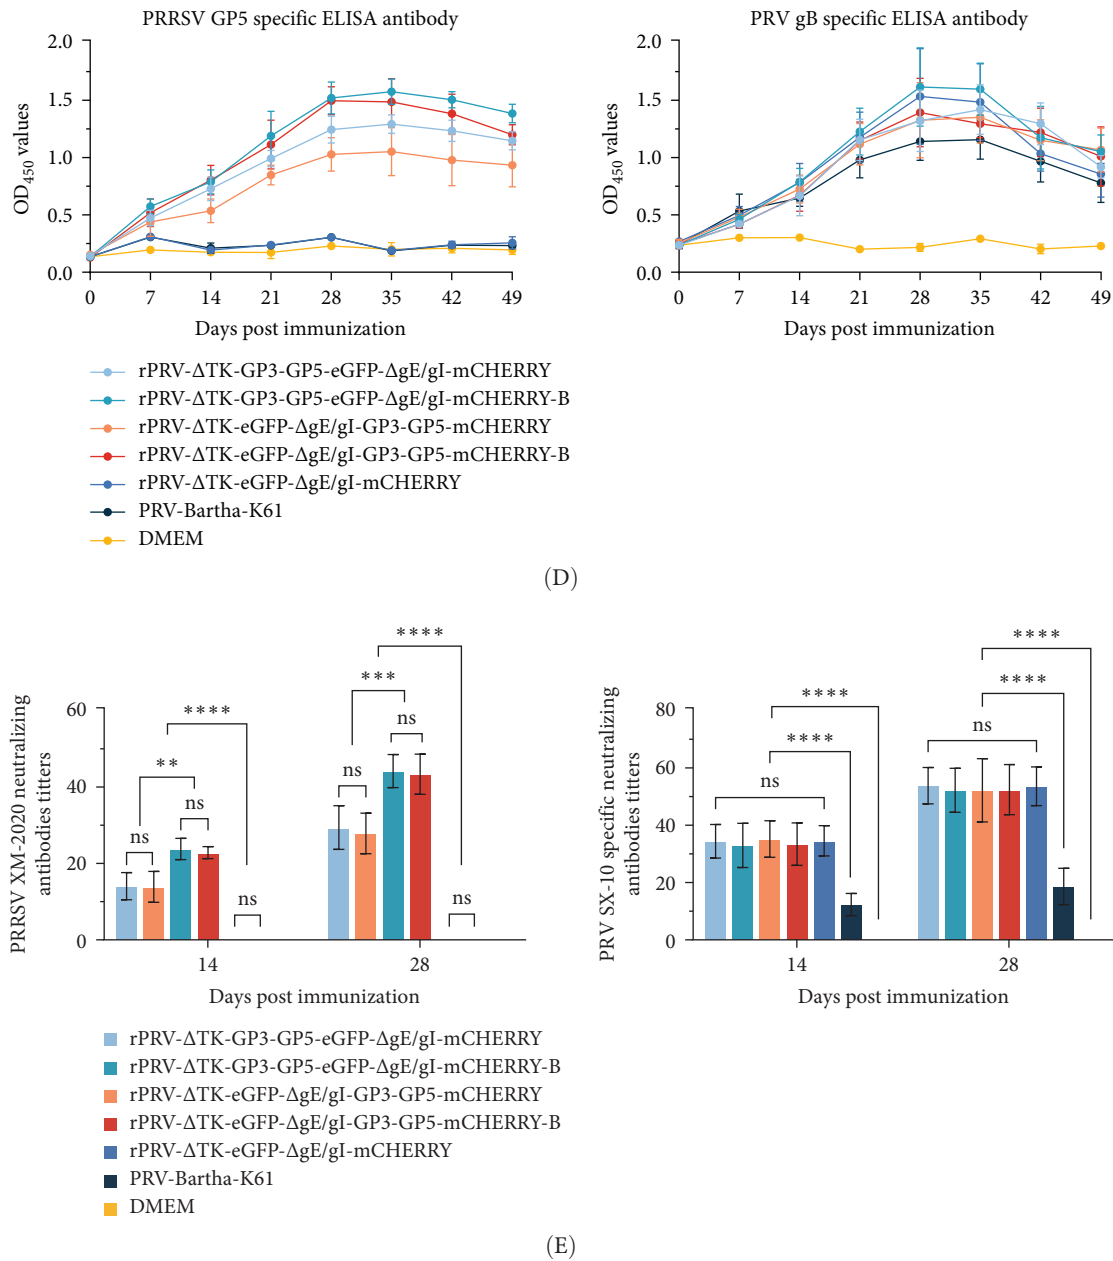 PRRSV GP5 specific ELISA antibody
2.0
1.5
1.0
0.5
0.0
OD450 values
0 7 14 21 28 35 42 49
Days post immunization
PRV gB specific ELISA antibody
2.0
1.5
1.0
0.5
0.0
OD450 values
0 7 14 21 28 35 42 49
Days post immunization
rPRV-ΔTK-GP3-GP5-eGFP-ΔgE/gI-mCHERRY
rPRV-ΔTK-GP3-GP5-eGFP-ΔgE/gI-mCHERRY-B
rPRV-ΔTK-eGFP-ΔgE/gI-GP3-GP5-mCHERRY
rPRV-ΔTK-eGFP-ΔgE/gI-GP3-GP5-mCHERRY-B
rPRV-ΔTK-eGFP-ΔgE/gI-mCHERRY
PRV-Bartha-K61
DMEM
(D)
PRRSV XM-2020 neutralizing
antibodies titters
60
40
20
0
****
**
ns
ns
ns
****
***
ns
ns
ns
14 28
Days post immunization
PRV SX-10 specific neutralizing
antibodies titters
80
60
40
20
0
****
****
ns
****
****
ns
14 28
Days post immunization
rPRV-ΔTK-GP3-GP5-eGFP-ΔgE/gI-mCHERRY
rPRV-ΔTK-GP3-GP5-eGFP-ΔgE/gI-mCHERRY-B
rPRV-ΔTK-eGFP-ΔgE/gI-GP3-GP5-mCHERRY
rPRV-ΔTK-eGFP-ΔgE/gI-GP3-GP5-mCHERRY-B
rPRV-ΔTK-eGFP-ΔgE/gI-mCHERRY
PRV-Bartha-K61
DMEM
(E)